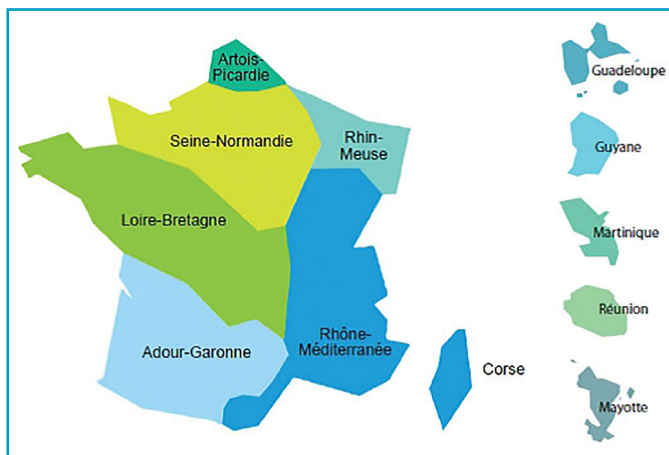 Artois-
Picardie
Seine-Normandie
Rhin-
Meuse
Loire-Bretagne
Adour-Garonne
Rhône-
Méditerranée
Corse
Guadeloupe
Guyane
Martinique
Réunion
Mayotte